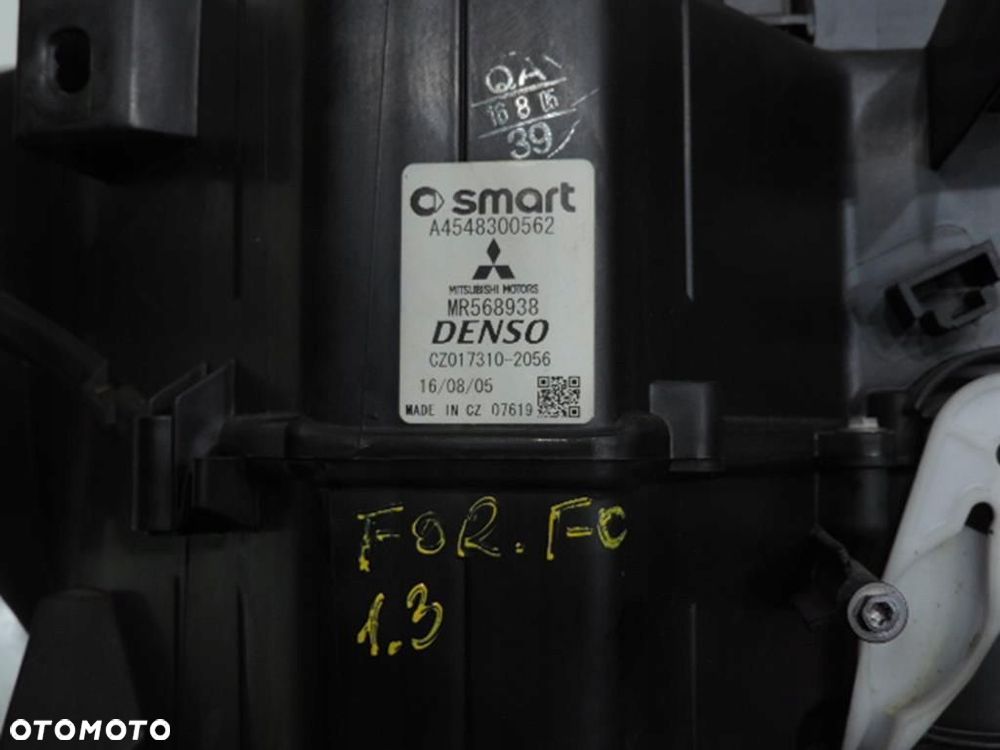 QA
16 8 05
39
smart
A4548300562
MITSUBISHI MOTORS
MR568938
DENSO
CZ017310-2056
16/08/05
MADE IN CZ 07619
FOR. FO
1.3
OTOMOTO